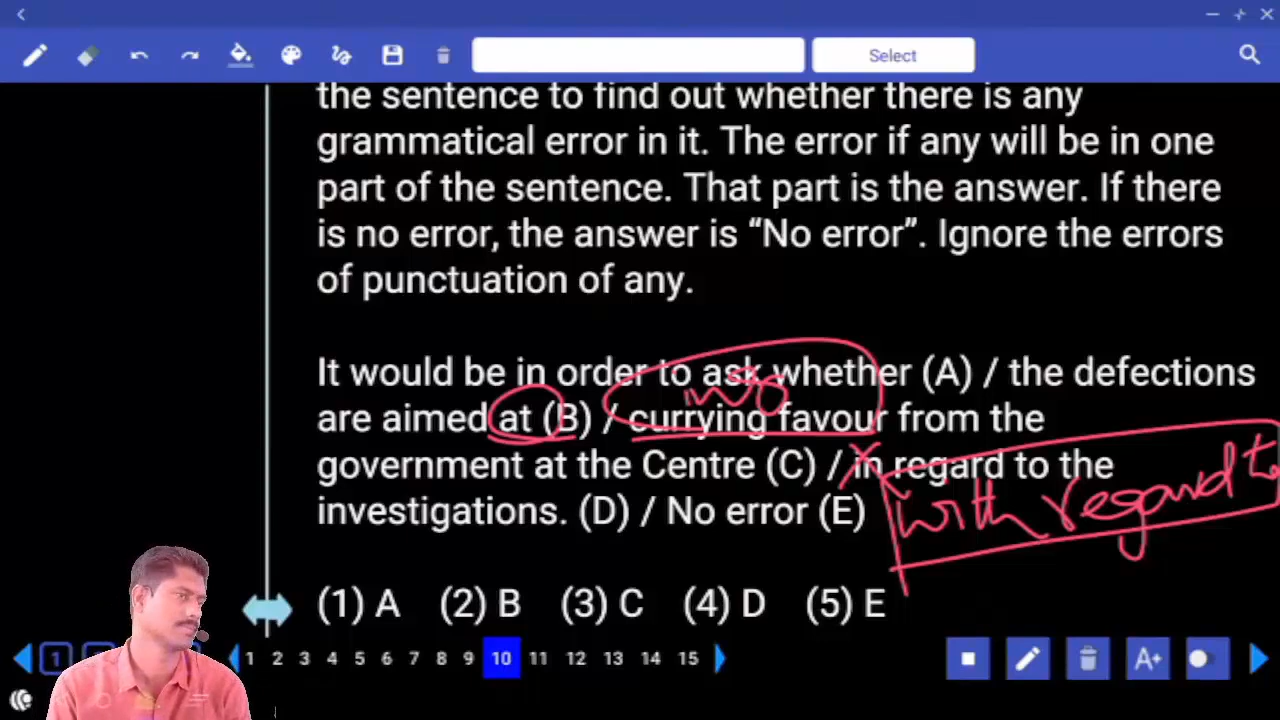 Select
the sentence to find out whether there is any
grammatical error in it. The error if any will be in one
part of the sentence. That part is the answer. If there
is no error, the answer is “No error”. Ignore the errors
of punctuation of any.
It would be in order to ask whether (A) / the defections
ing
are aimed at (B) / currying favour from the
government at the Centre (C) / in regard to the
with regard to
investigations. (D) / No error (E)
(1) A (2) B (3) C (4) D (5) E
1 1 2 3 4 5 6 7 8 9 10 11 12 13 14 15 A+